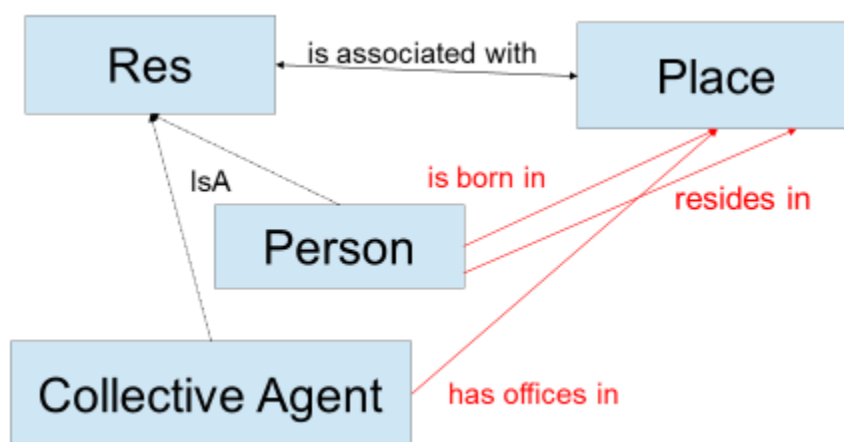 Res
is associated with
Place
IsA
is born in
resides in
Person
Collective Agent
has offices in